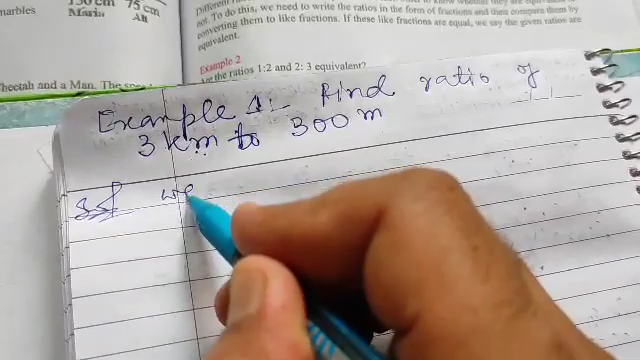 marbles
150 cm 75 cm
Maria
not. To do this, we need to write the ratios in the form of fractions and then compare them by
converting them to like fractions. If these like fractions are equal, we say the given ratios are
equivalent.
Example 2
Are the ratios 1:2 and 2: 3 equivalent?
Cheetah and a Man. The
Example 1:- Find ratio of
3 km to 300 m
Sol we